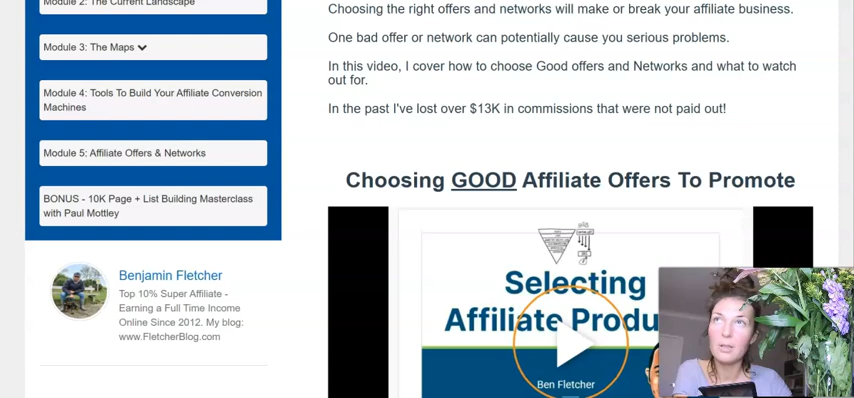 Module 2: The Current Landscape
Module 3: The Maps
Module 4: Tools To Build Your Affiliate Conversion
Machines
Module 5: Affiliate Offers & Networks
BONUS - 10K Page + List Building Masterclass
with Paul Mottley
Benjamin Fletcher
Top 10% Super Affiliate -
Earning a Full Time Income
Online Since 2012. My blog:
www.FletcherBlog.com
Choosing the right offers and networks will make or break your affiliate business.
One bad offer or network can potentially cause you serious problems.
In this video, I cover how to choose Good offers and Networks and what to watch
out for.
In the past I've lost over $13K in commissions that were not paid out!
Choosing GOOD Affiliate Offers To Promote
Selecting
Affiliate Produ
Ben Fletcher